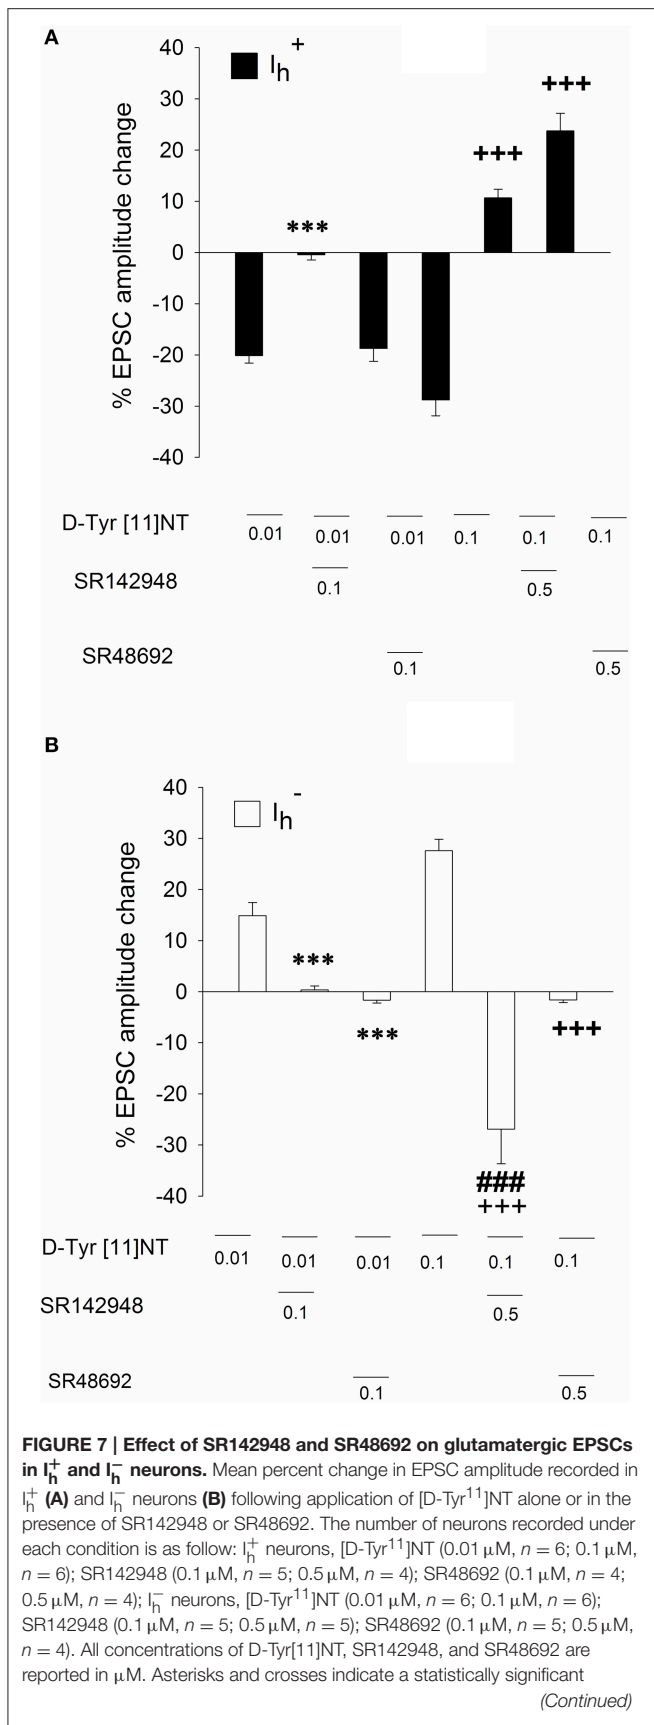 A
40
30
20
10
0
-10
-20
-30
-40
% EPSC amplitude change
Ih+
***
+++
+++
D-Tyr [11]NT
0.01 0.01 0.01 0.1 0.1 0.1
SR142948
0.1 0.5
SR48692
0.1 0.5
B
40
30
20
10
0
-10
-20
-30
-40
% EPSC amplitude change
Ih-
***
***
+++
###
+++
D-Tyr [11]NT
0.01 0.01 0.01 0.1 0.1 0.1
SR142948
0.1 0.5
SR48692
0.1 0.5
FIGURE 7 | Effect of SR142948 and SR48692 on glutamatergic EPSCs
in Ih+ and Ih− neurons. Mean percent change in EPSC amplitude recorded in
Ih+ (A) and Ih− neurons (B) following application of [D-Tyr11]NT alone or in the
presence of SR142948 or SR48692. The number of neurons recorded under
each condition is as follow: Ih+ neurons, [D-Tyr11]NT (0.01 μM, n = 6; 0.1 μM,
n = 6); SR142948 (0.1 μM, n = 5; 0.5 μM, n = 4); SR48692 (0.1 μM, n = 4;
0.5 μM, n = 4); Ih− neurons, [D-Tyr11]NT (0.01 μM, n = 6; 0.1 μM, n = 6);
SR142948 (0.1 μM, n = 5; 0.5 μM, n = 5); SR48692 (0.1 μM, n = 5; 0.5 μM,
n = 4). All concentrations of D-Tyr[11]NT, SR142948, and SR48692 are
reported in μM. Asterisks and crosses indicate a statistically significant
(Continued)